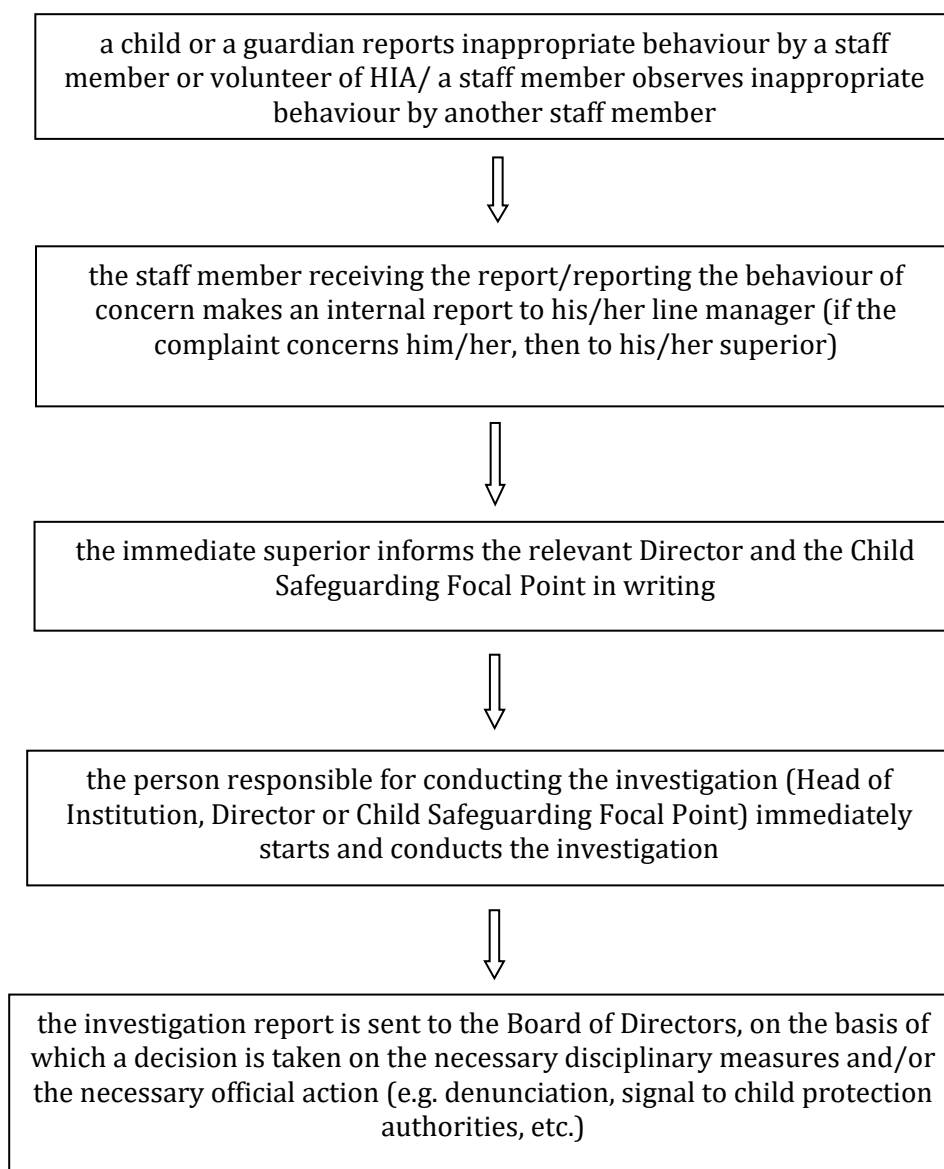 a child or a guardian reports inappropriate behaviour by a staff
member or volunteer of HIA/ a staff member observes inappropriate
behaviour by another staff member
the staff member receiving the report/reporting the behaviour of
concern makes an internal report to his/her line manager (if the
complaint concerns him/her, then to his/her superior)
the immediate superior informs the relevant Director and the Child
Safeguarding Focal Point in writing
the person responsible for conducting the investigation (Head of
Institution, Director or Child Safeguarding Focal Point) immediately
starts and conducts the investigation
the investigation report is sent to the Board of Directors, on the basis of
which a decision is taken on the necessary disciplinary measures and/or
the necessary official action (e.g. denunciation, signal to child protection
authorities, etc.)